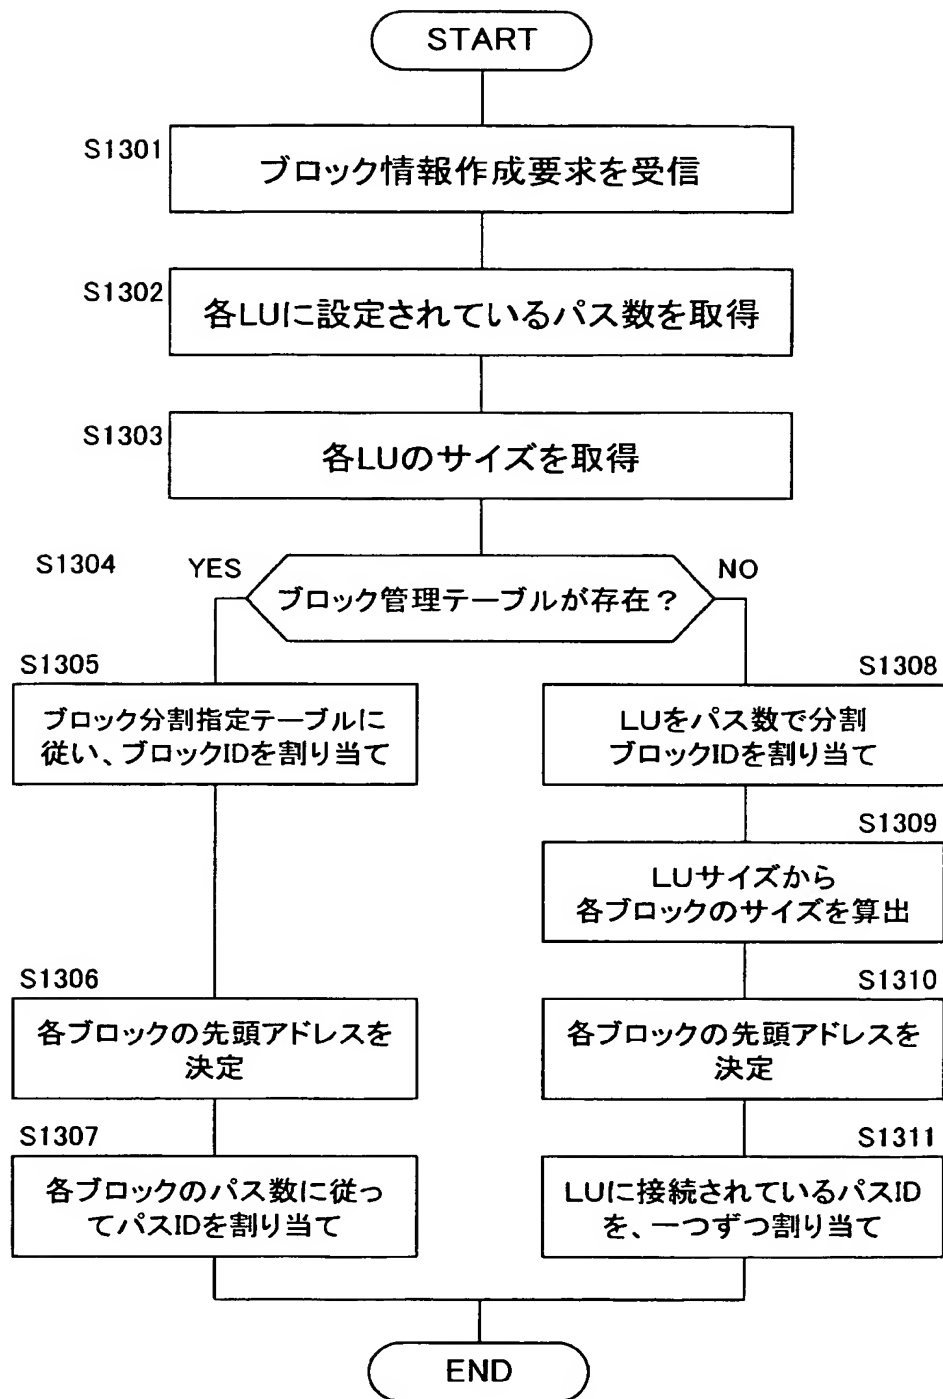 START
S1301
ブロック情報作成要求を受信
S1302
各LUに設定されているパス数を取得
S1303
各LUのサイズを取得
S1304
YES
ブロック管理テーブルが存在？
NO
S1305
ブロック分割指定テーブルに
従い、ブロックIDを割り当て
S1306
各ブロックの先頭アドレスを
決定
S1307
各ブロックのパス数に従っ
てパスIDを割り当て
S1308
LUをパス数で分割
ブロックIDを割り当て
S1309
LUサイズから
各ブロックのサイズを算出
S1310
各ブロックの先頭アドレスを
決定
S1311
LUに接続されているパスID
を、一つずつ割り当て
END